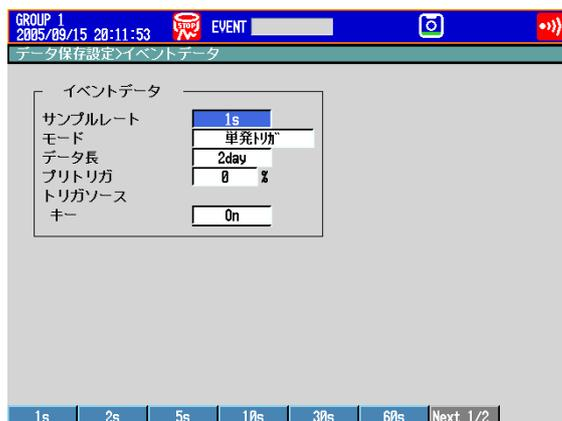 GROUP 1
2005/09/15 20:11:53 STOP EVENT
データ保存設定>イベントデータ
イベントデータ
サンプルレート 1s
モード 単発トリガ
データ長 2day
プリトリガ 0 %
トリガソース
キー On
1s 2s 5s 10s 30s 60s Next 1/2